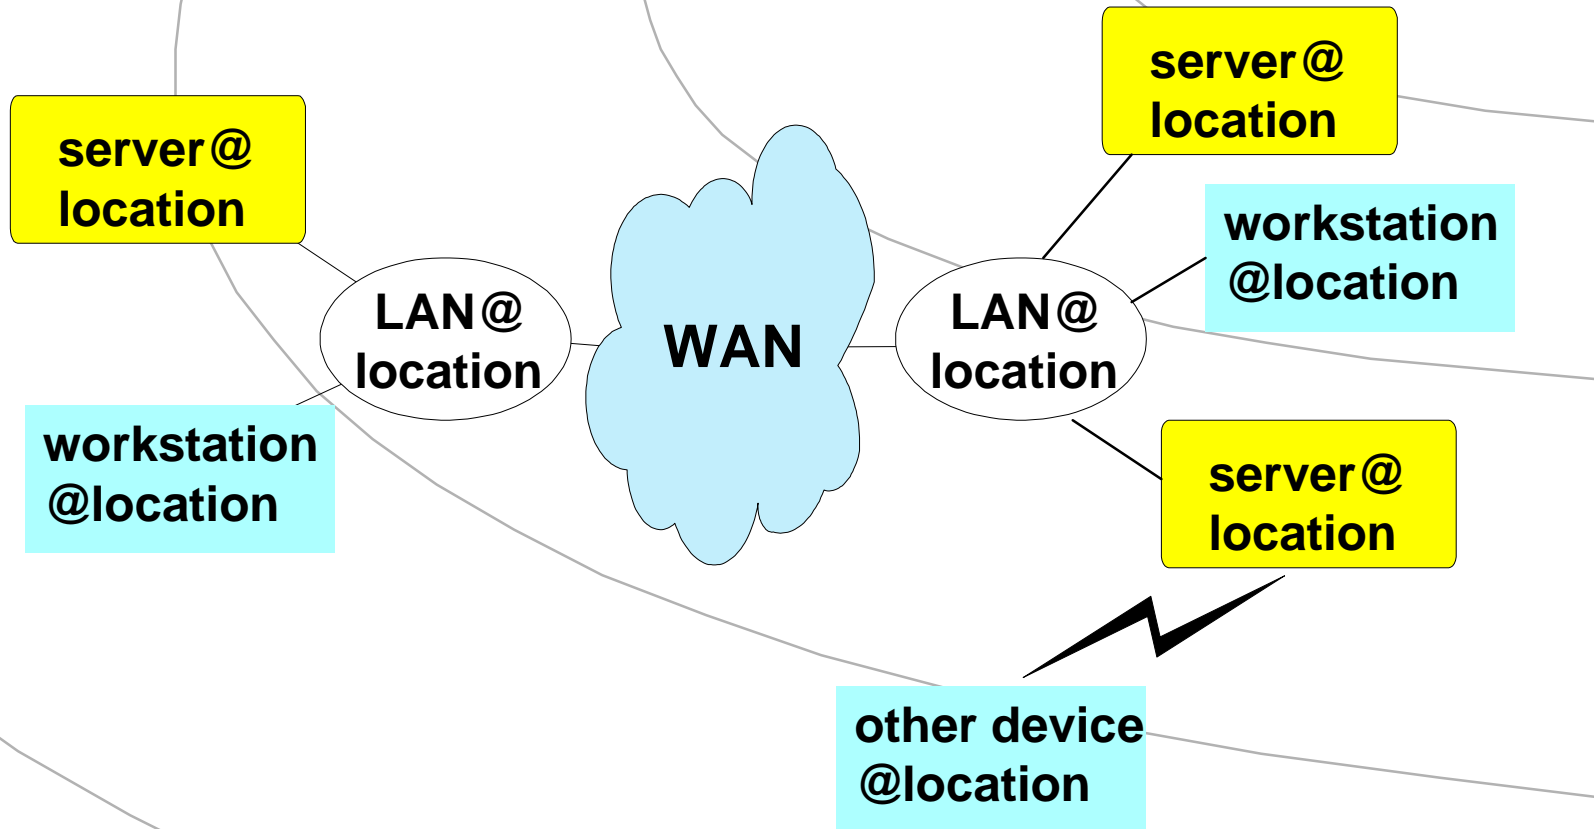 server@
location
server@
location
workstation
@location
LAN@
location
WAN
LAN@
location
workstation
@location
server@
location
other device
@location